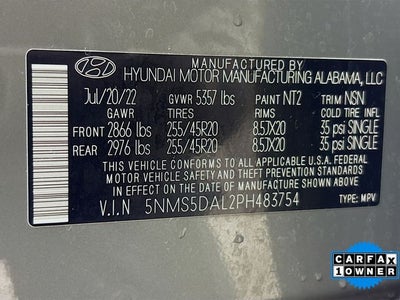 MANUFACTURED BY
HYUNDAI MOTOR MANUFACTURING ALABAMA, LLC
Jul/20/22 GVWR 5357 lbs PAINT NT2 TRIM NSN
GAWR TIRES RIMS COLD TIRE INFL
FRONT 2866 lbs 255/45R20 8.5JX20 35 psi SINGLE
REAR 2976 lbs 255/45R20 8.5JX20 35 psi SINGLE
THIS VEHICLE CONFORMS TO ALL APPLICABLE U.S.A. FEDERAL
MOTOR VEHICLE SAFETY AND THEFT PREVENTION STANDARDS
IN EFFECT ON THE DATE OF MANUFACTURE SHOWN ABOVE.
V.I.N 5NMS5DAL2PH483754 TYPE: MPV
CARFAX
1 OWNER